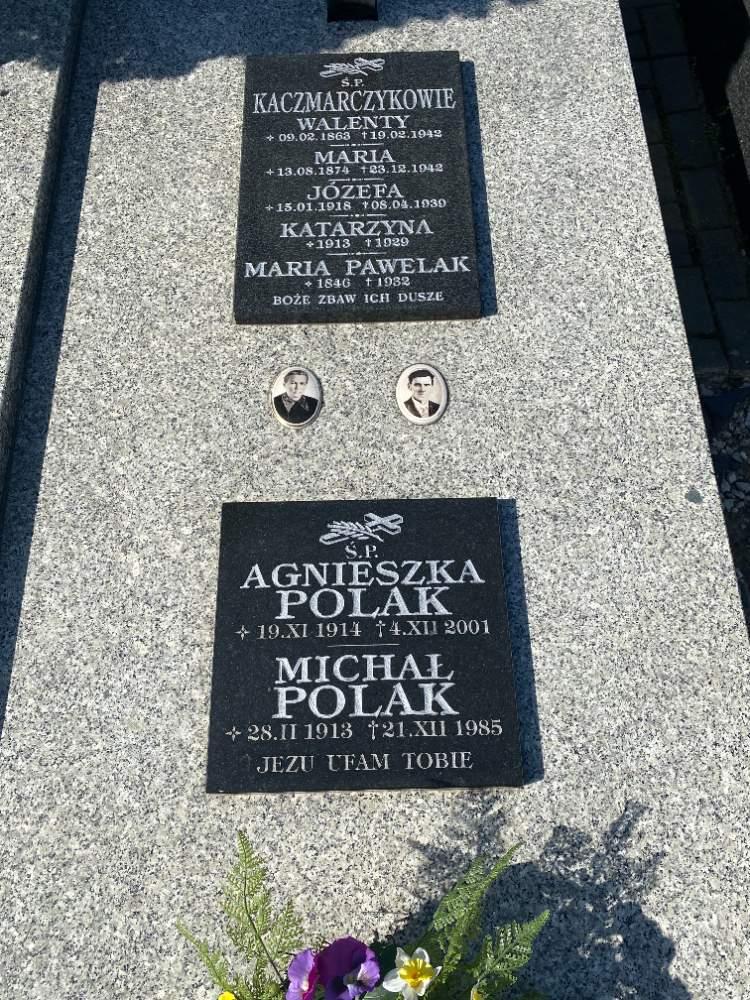 Ś.P.
KACZMARCZYKOWIE
WALENTY
✧ 09.02.1863 †19.02.1942
MARIA
✧ 13.08.1874 †23.12.1942
JÓZEFA
✧ 15.01.1918 †08.04.1939
KATARZYNA
✧ 1913 †1929
MARIA PAWELAK
✧ 1846 †1932
BOŻE ZBAW ICH DUSZE
Ś.P.
AGNIESZKA
POLAK
✧ 19.XI 1914 †4.XII 2001
MICHAŁ
POLAK
✧ 28.II 1913 †21.XII 1985
JEZU UFAM TOBIE